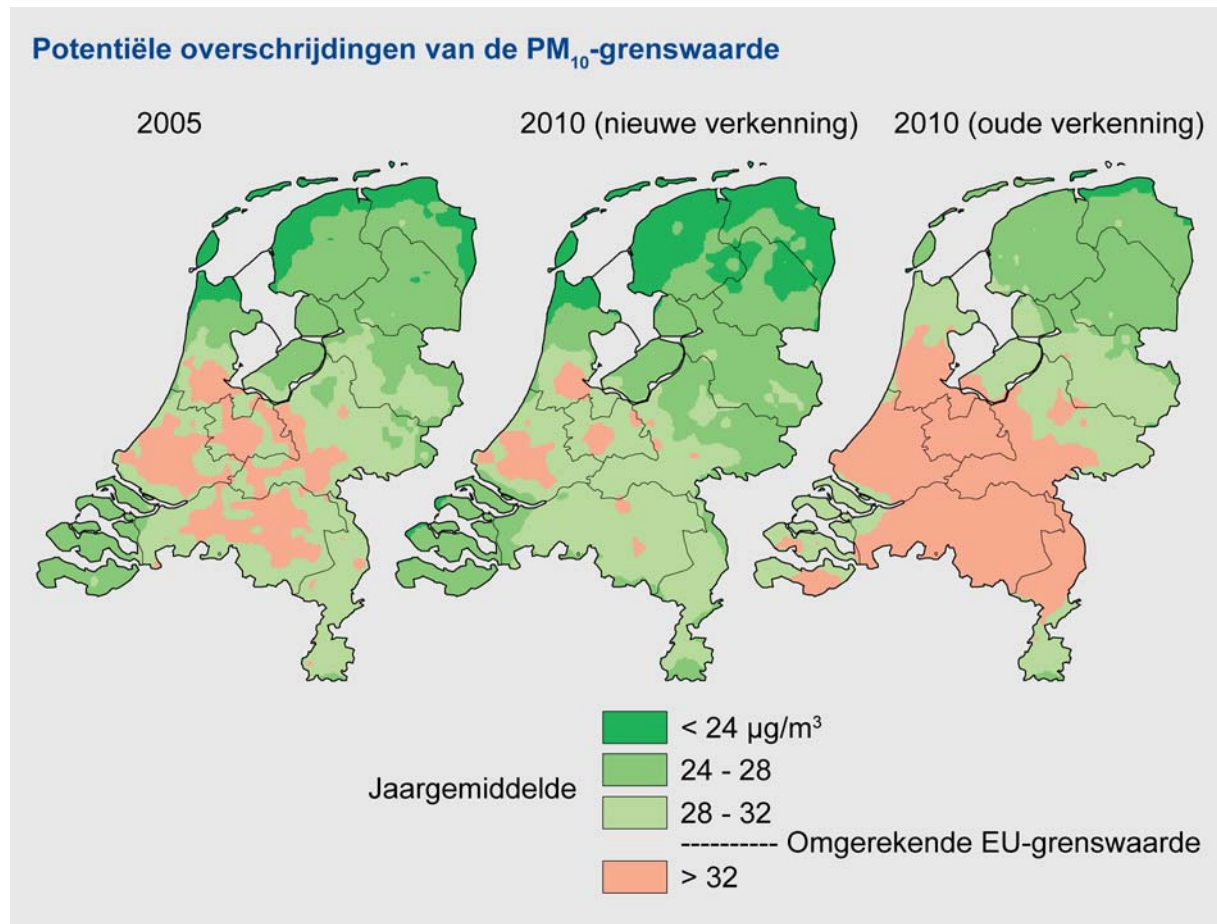 Potentiële overschrijdingen van de PM₁₀-grenswaarde
2005
2010 (nieuwe verkenning)
2010 (oude verkenning)
Jaargemiddelde
< 24 µg/m³
24 - 28
28 - 32
---------- Omgerekende EU-grenswaarde
> 32